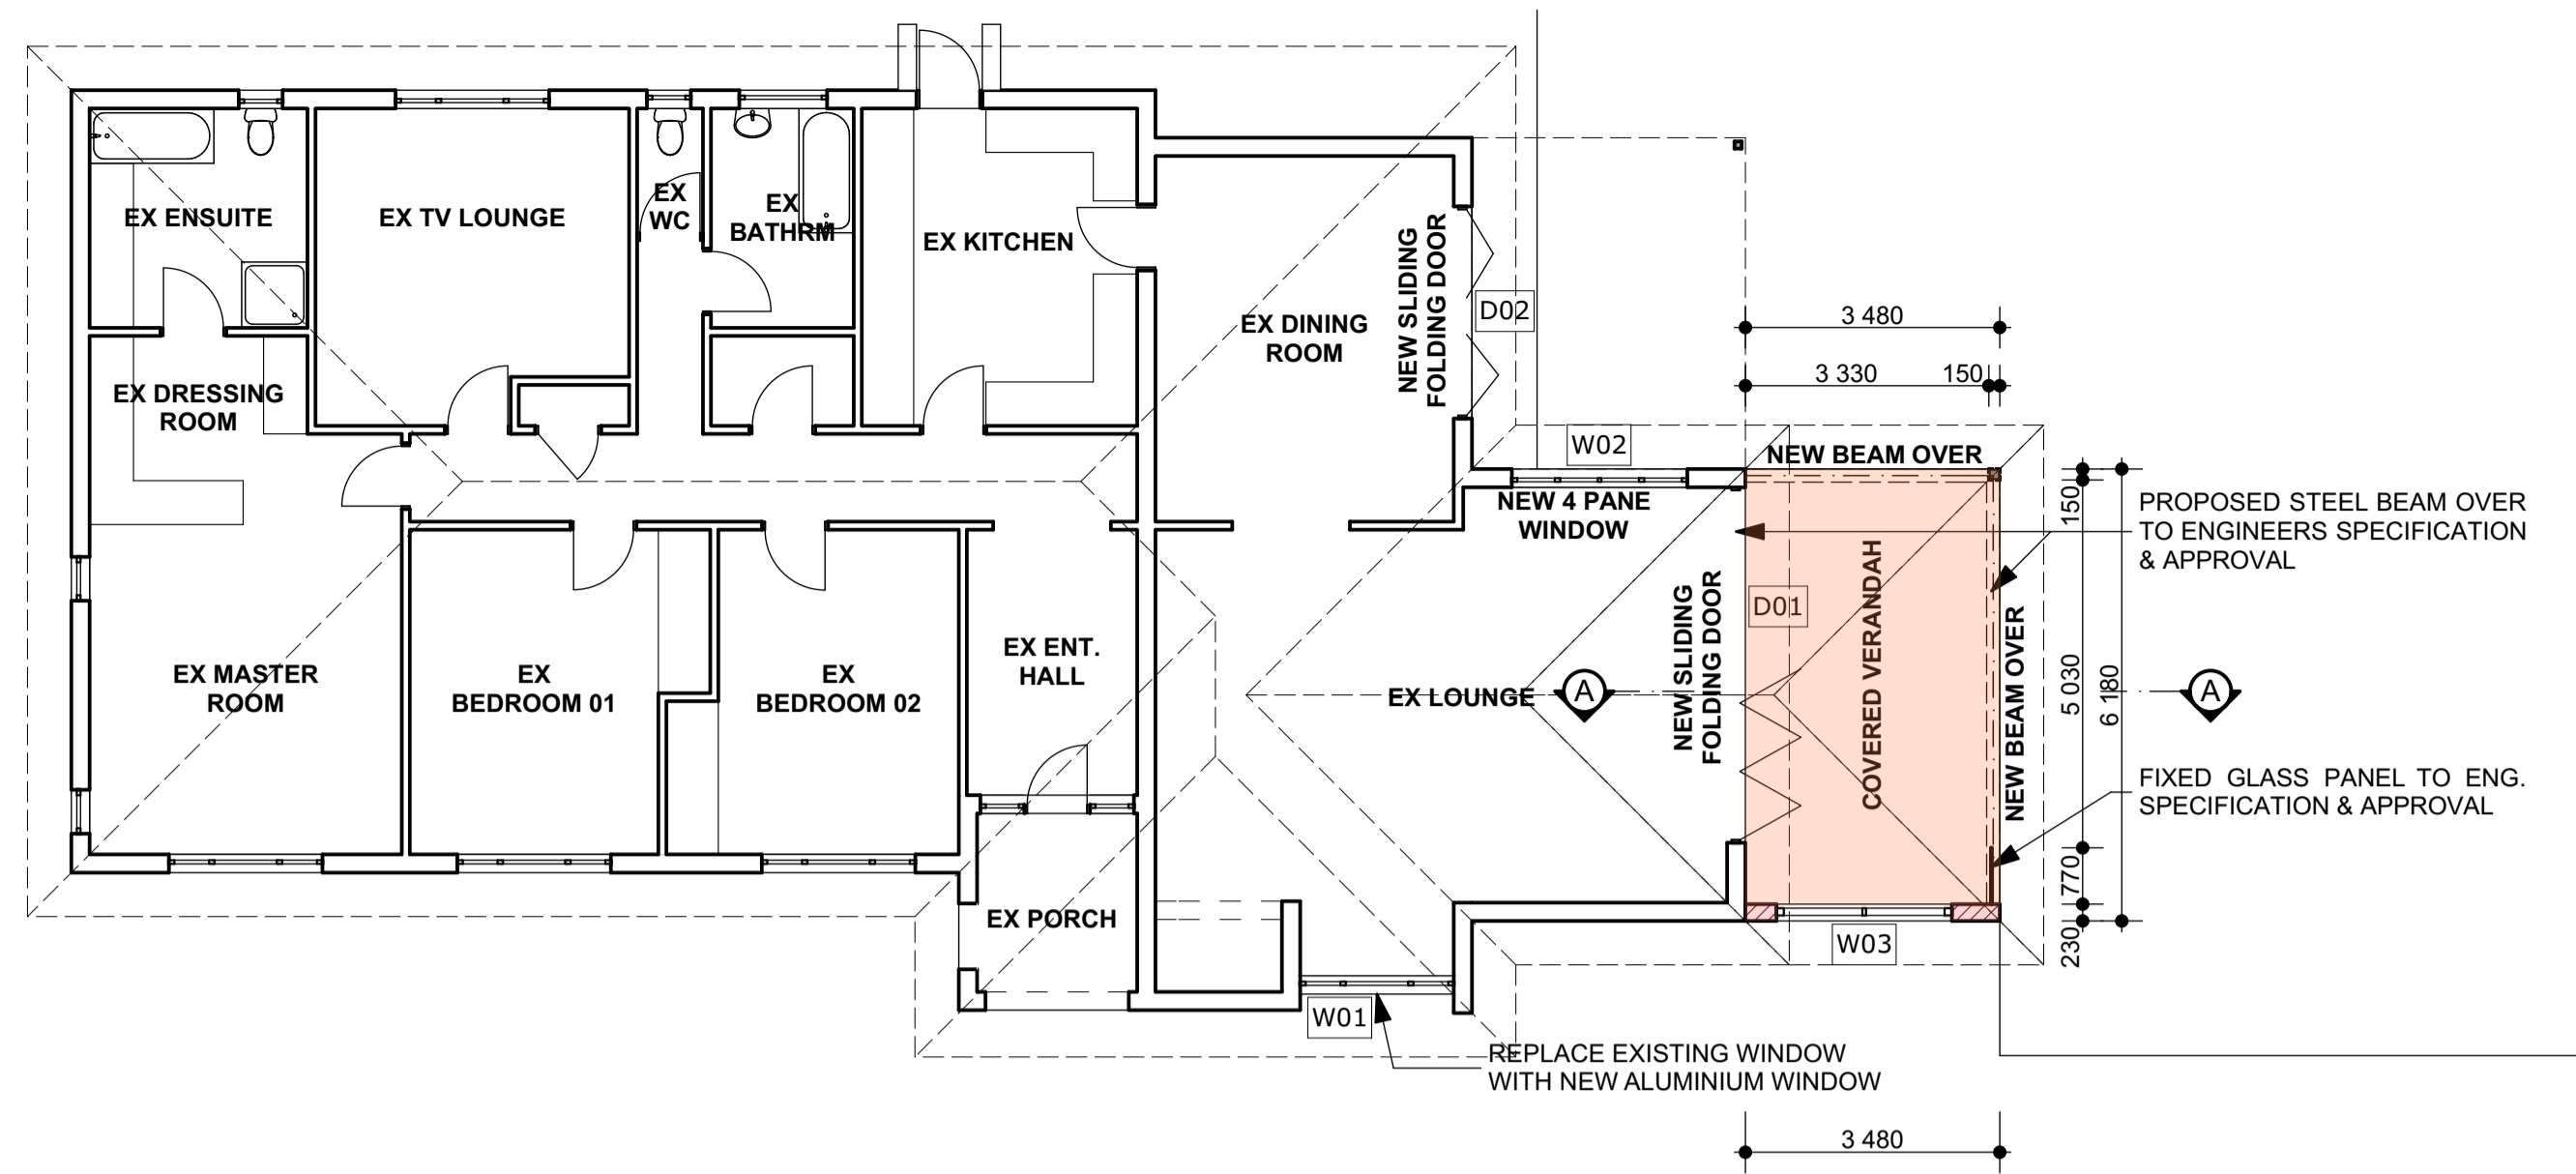 EX ENSUITE
EX TV LOUNGE
EX
WC
EX
BATHRM
EX KITCHEN
EX DINING
ROOM
NEW SLIDING
FOLDING DOOR
D02
3 480
3 330
150
EX DRESSING
ROOM
W02
NEW BEAM OVER
NEW 4 PANE
WINDOW
150
PROPOSED STEEL BEAM OVER
TO ENGINEERS SPECIFICATION
& APPROVAL
NEW SLIDING
FOLDING DOOR
D01
COVERED VERANDAH
NEW BEAM OVER
EX MASTER
ROOM
EX
BEDROOM 01
EX
BEDROOM 02
EX ENT.
HALL
EX LOUNGE
A
5 030
6 180
A
FIXED GLASS PANEL TO ENG.
SPECIFICATION & APPROVAL
770
EX PORCH
230
W03
W01
REPLACE EXISTING WINDOW
WITH NEW ALUMINIUM WINDOW
3 480